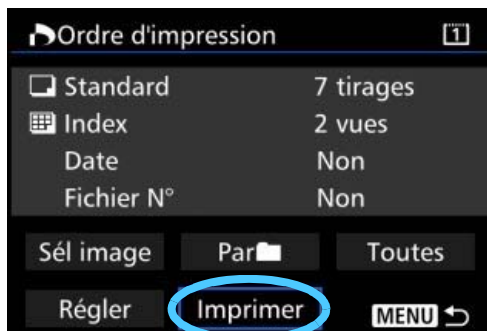 Ordre d'impression 1
Standard 7 tirages
Index 2 vues
Date Non
Fichier N° Non
Sél image Par Toutes
Régler Imprimer MENU